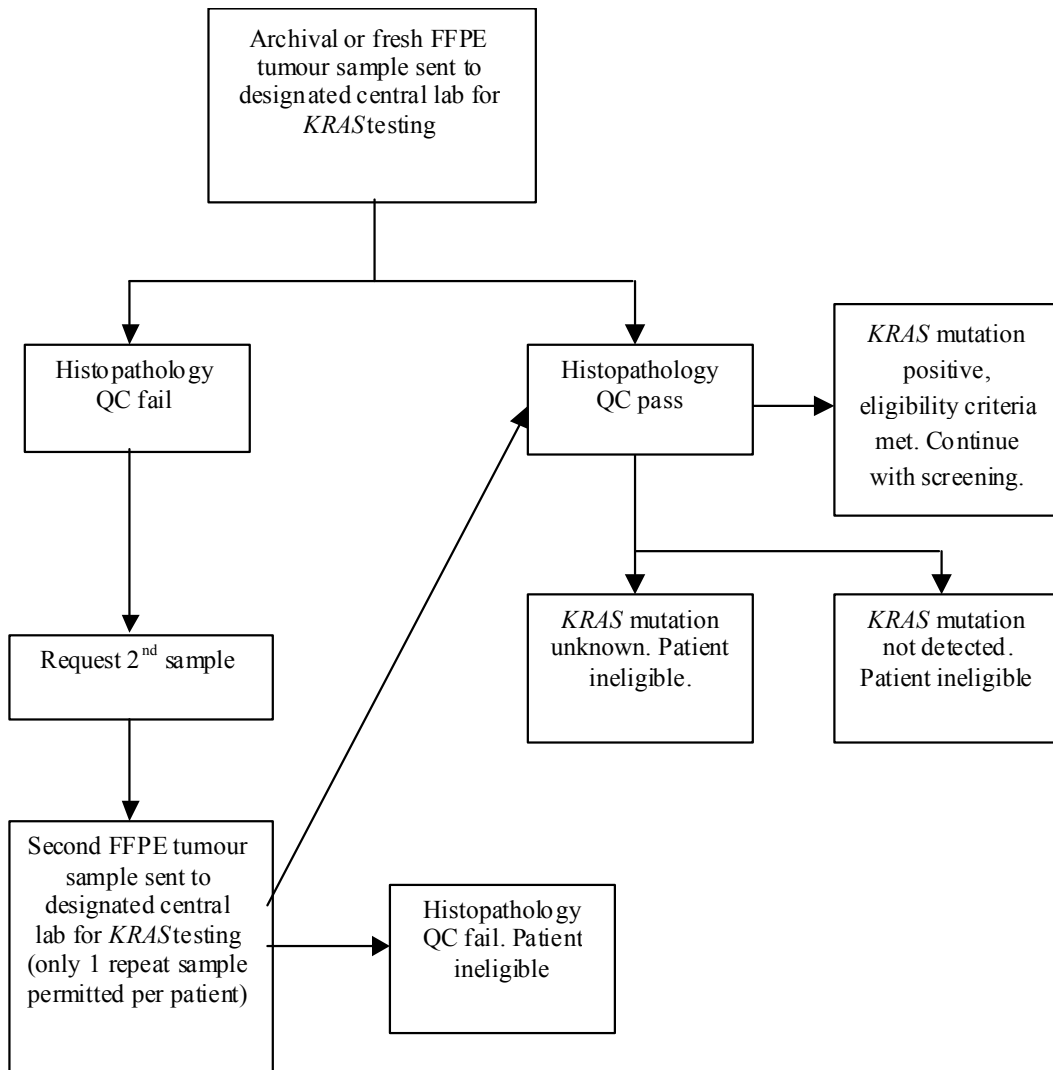 Archival or fresh FFPE
tumour sample sent to
designated central lab for
KRAS testing
Histopathology
QC fail
Histopathology
QC pass
KRAS mutation
positive,
eligibility criteria
met. Continue
with screening.
KRAS mutation
unknown. Patient
ineligible.
KRAS mutation
not detected.
Patient ineligible
Request 2nd sample
Second FFPE tumour
sample sent to
designated central
lab for KRAS testing
(only 1 repeat sample
permitted per patient)
Histopathology
QC fail. Patient
ineligible